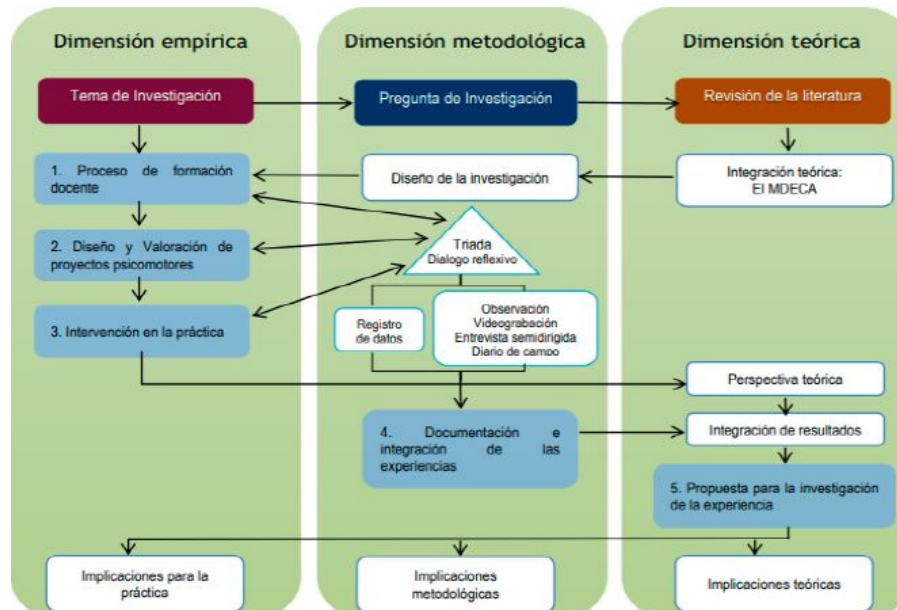 Dimensión empírica
Dimensión metodológica
Dimensión teórica
Tema de Investigación
Pregunta de Investigación
Revisión de la literatura
1. Proceso de formación
docente
Diseño de la investigación
Integración teórica:
El MDECA
Triada
Dialogo reflexivo
2. Diseño y Valoración de
proyectos psicomotores
3. Intervención en la práctica
Registro
de datos
Observación
Videograbación
Entrevista semidirigida
Diario de campo
Perspectiva teórica
4. Documentación e
integración de las
experiencias
Integración de resultados
5. Propuesta para la investigación
de la experiencia
Implicaciones para la
práctica
Implicaciones
metodológicas
Implicaciones teóricas